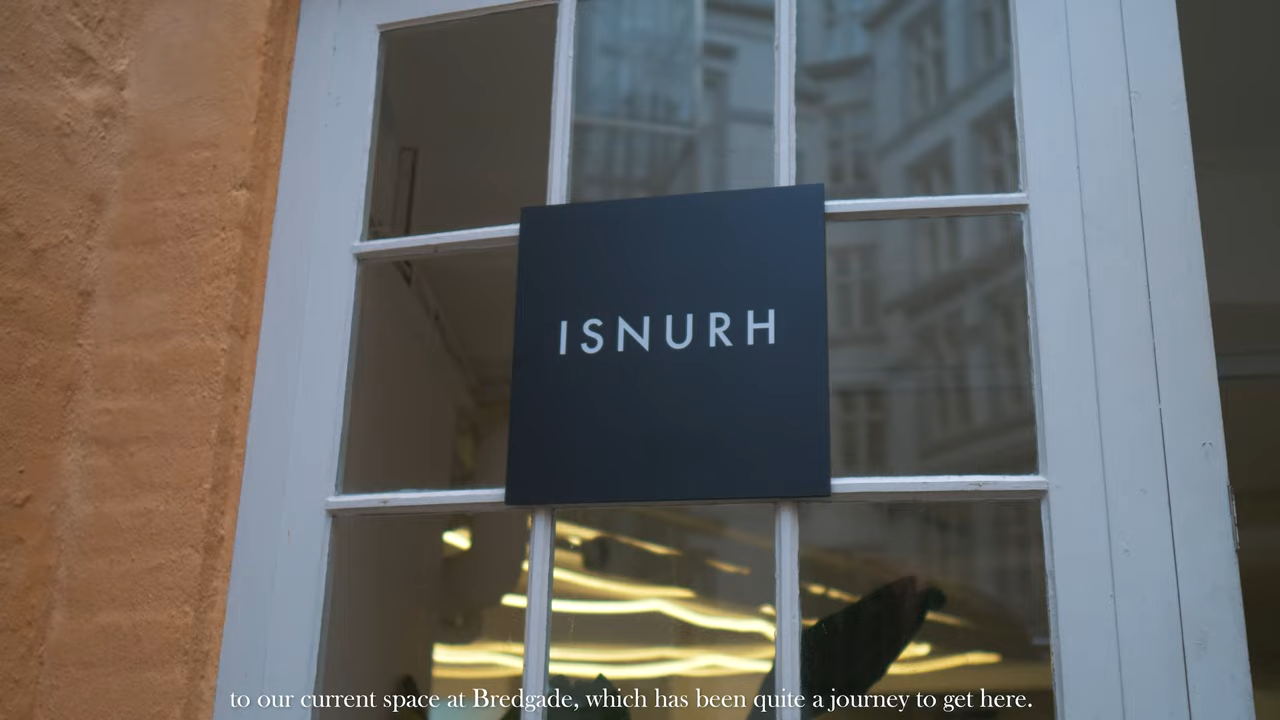 ISNURH
to our current space at Bredgade, which has been quite a journey to get here.